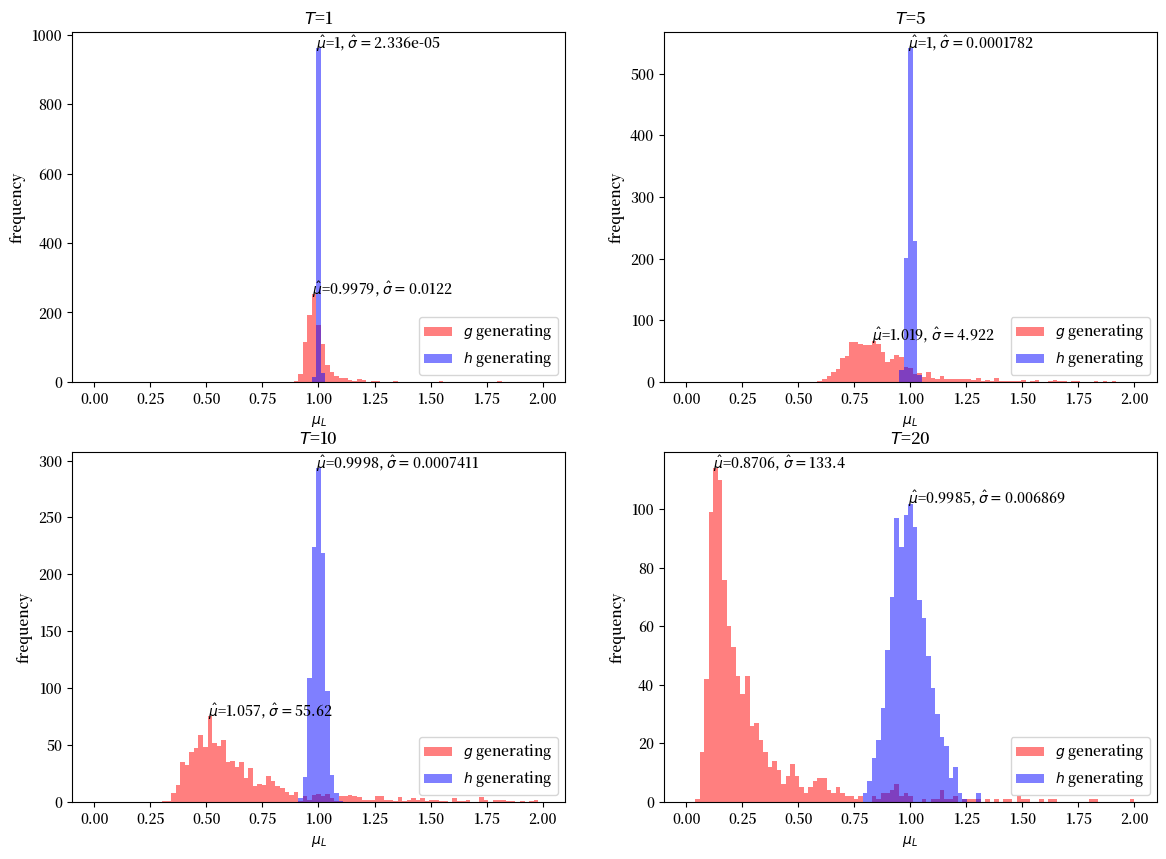 T=1
μ̂=1, σ̂ = 2.336e-05
μ̂=0.9979, σ̂ = 0.0122
frequency
1000
800
600
400
200
0
0.00 0.25 0.50 0.75 1.00 1.25 1.50 1.75 2.00
μ_L
g generating
h generating
T=5
μ̂=1, σ̂ = 0.0001782
μ̂=1.019, σ̂ = 4.922
frequency
500
400
300
200
100
0
0.00 0.25 0.50 0.75 1.00 1.25 1.50 1.75 2.00
μ_L
g generating
h generating
T=10
μ̂=0.9998, σ̂ = 0.0007411
μ̂=1.057, σ̂ = 55.62
frequency
300
250
200
150
100
50
0
0.00 0.25 0.50 0.75 1.00 1.25 1.50 1.75 2.00
μ_L
g generating
h generating
T=20
μ̂=0.8706, σ̂ = 133.4
μ̂=0.9985, σ̂ = 0.006869
frequency
100
80
60
40
20
0
0.00 0.25 0.50 0.75 1.00 1.25 1.50 1.75 2.00
μ_L
g generating
h generating